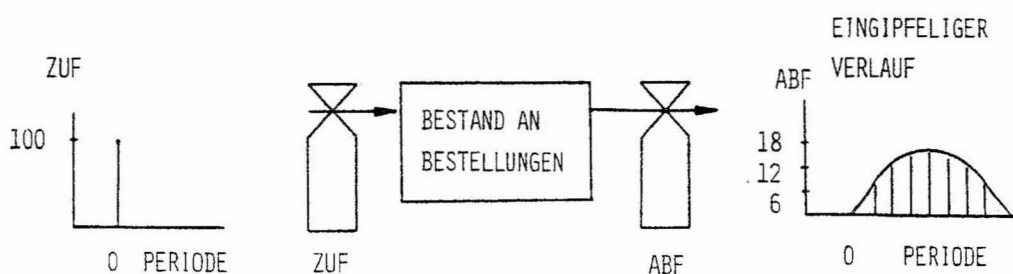 ZUF
100
0 PERIODE
ZUF
BESTAND AN
BESTELLUNGEN
ABF
EINGIPFELIGER
VERLAUF
ABF
18
12
6
0 PERIODE